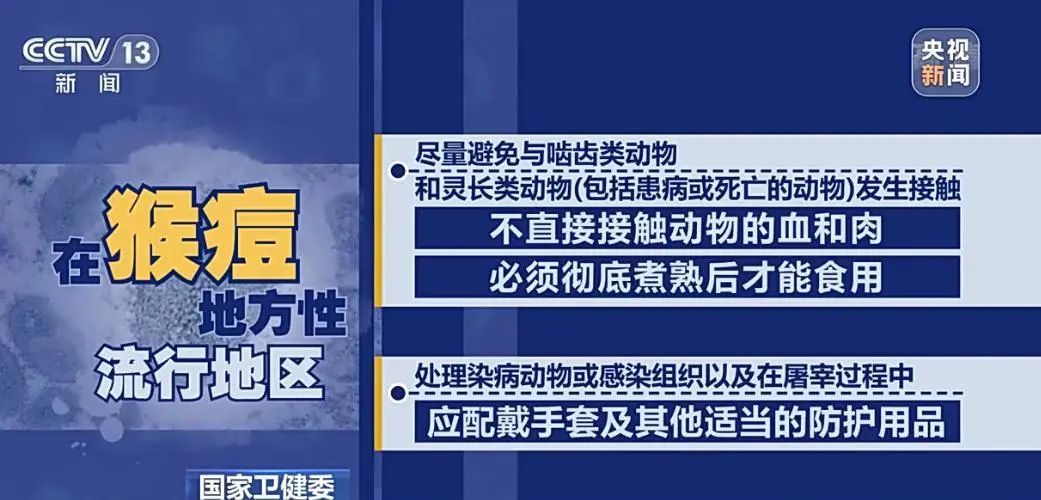 CCTV 13
新闻
央视
新闻
在猴痘
地方性
流行地区
国家卫健委
尽量避免与啮齿类动物
和灵长类动物(包括患病或死亡的动物)发生接触
不直接接触动物的血和肉
必须彻底煮熟后才能食用
处理染病动物或感染组织以及在屠宰过程中
应配戴手套及其他适当的防护用品